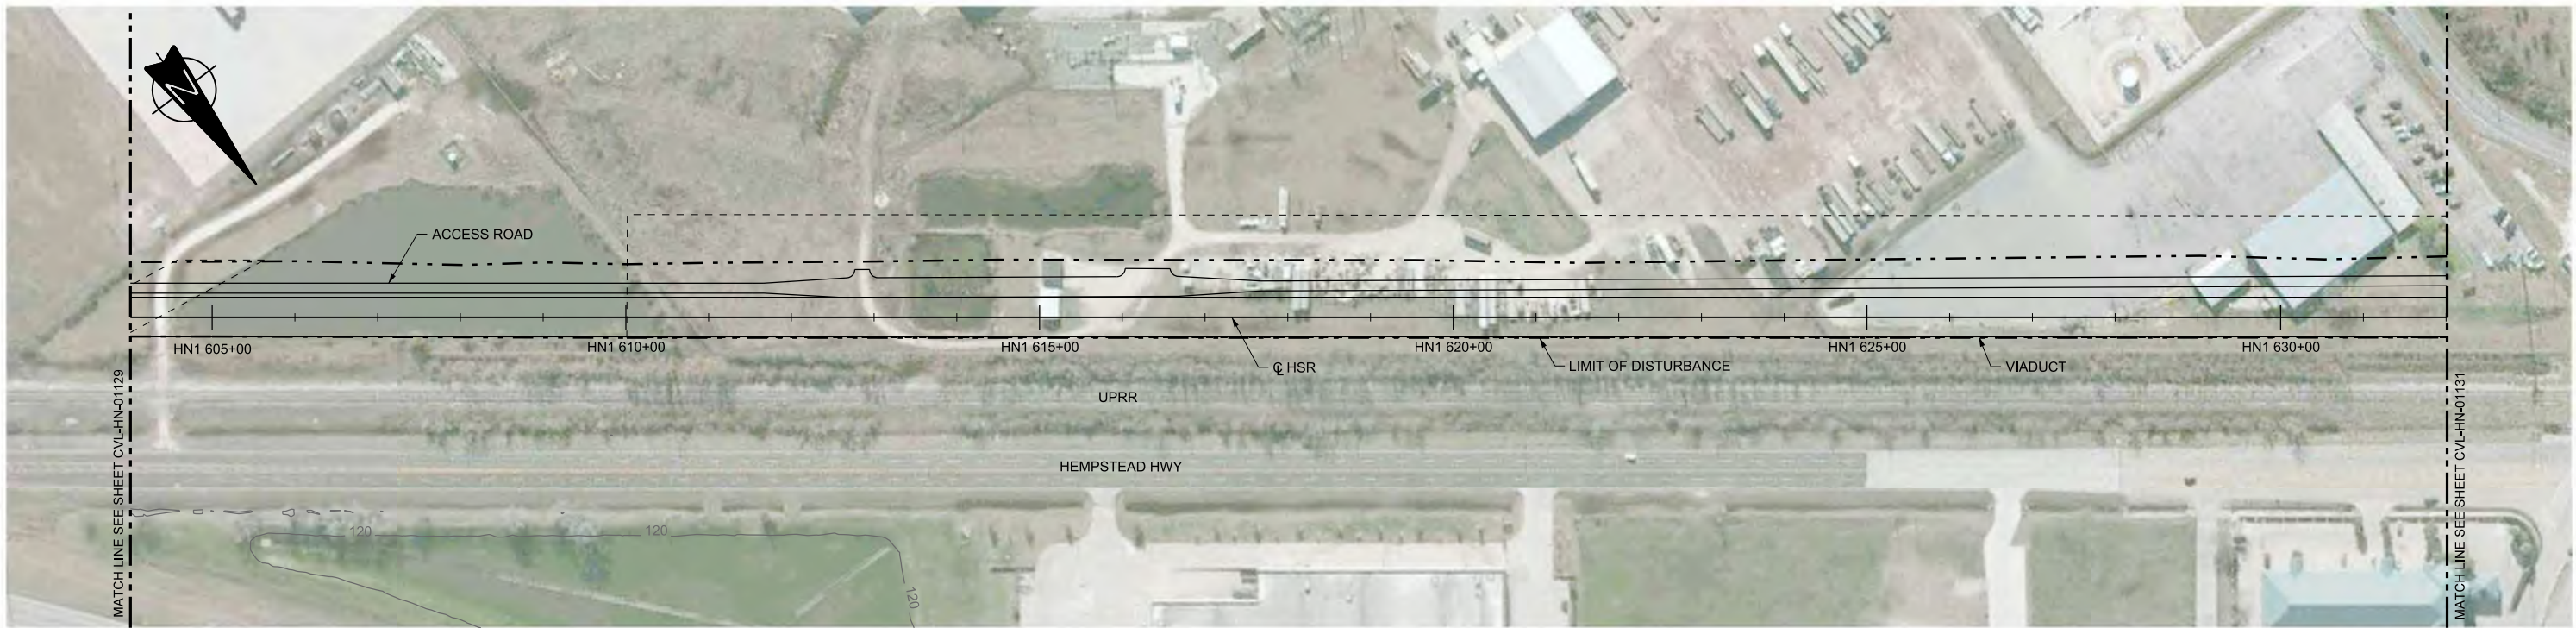 N
ACCESS ROAD
HN1 605+00
HN1 610+00
HN1 615+00
HN1 620+00
HN1 625+00
HN1 630+00
℄ HSR
LIMIT OF DISTURBANCE
VIADUCT
UPRR
HEMPSTEAD HWY
120
120
120
MATCH LINE SEE SHEET CVL-HN-01129
MATCH LINE SEE SHEET CVL-HN-01131